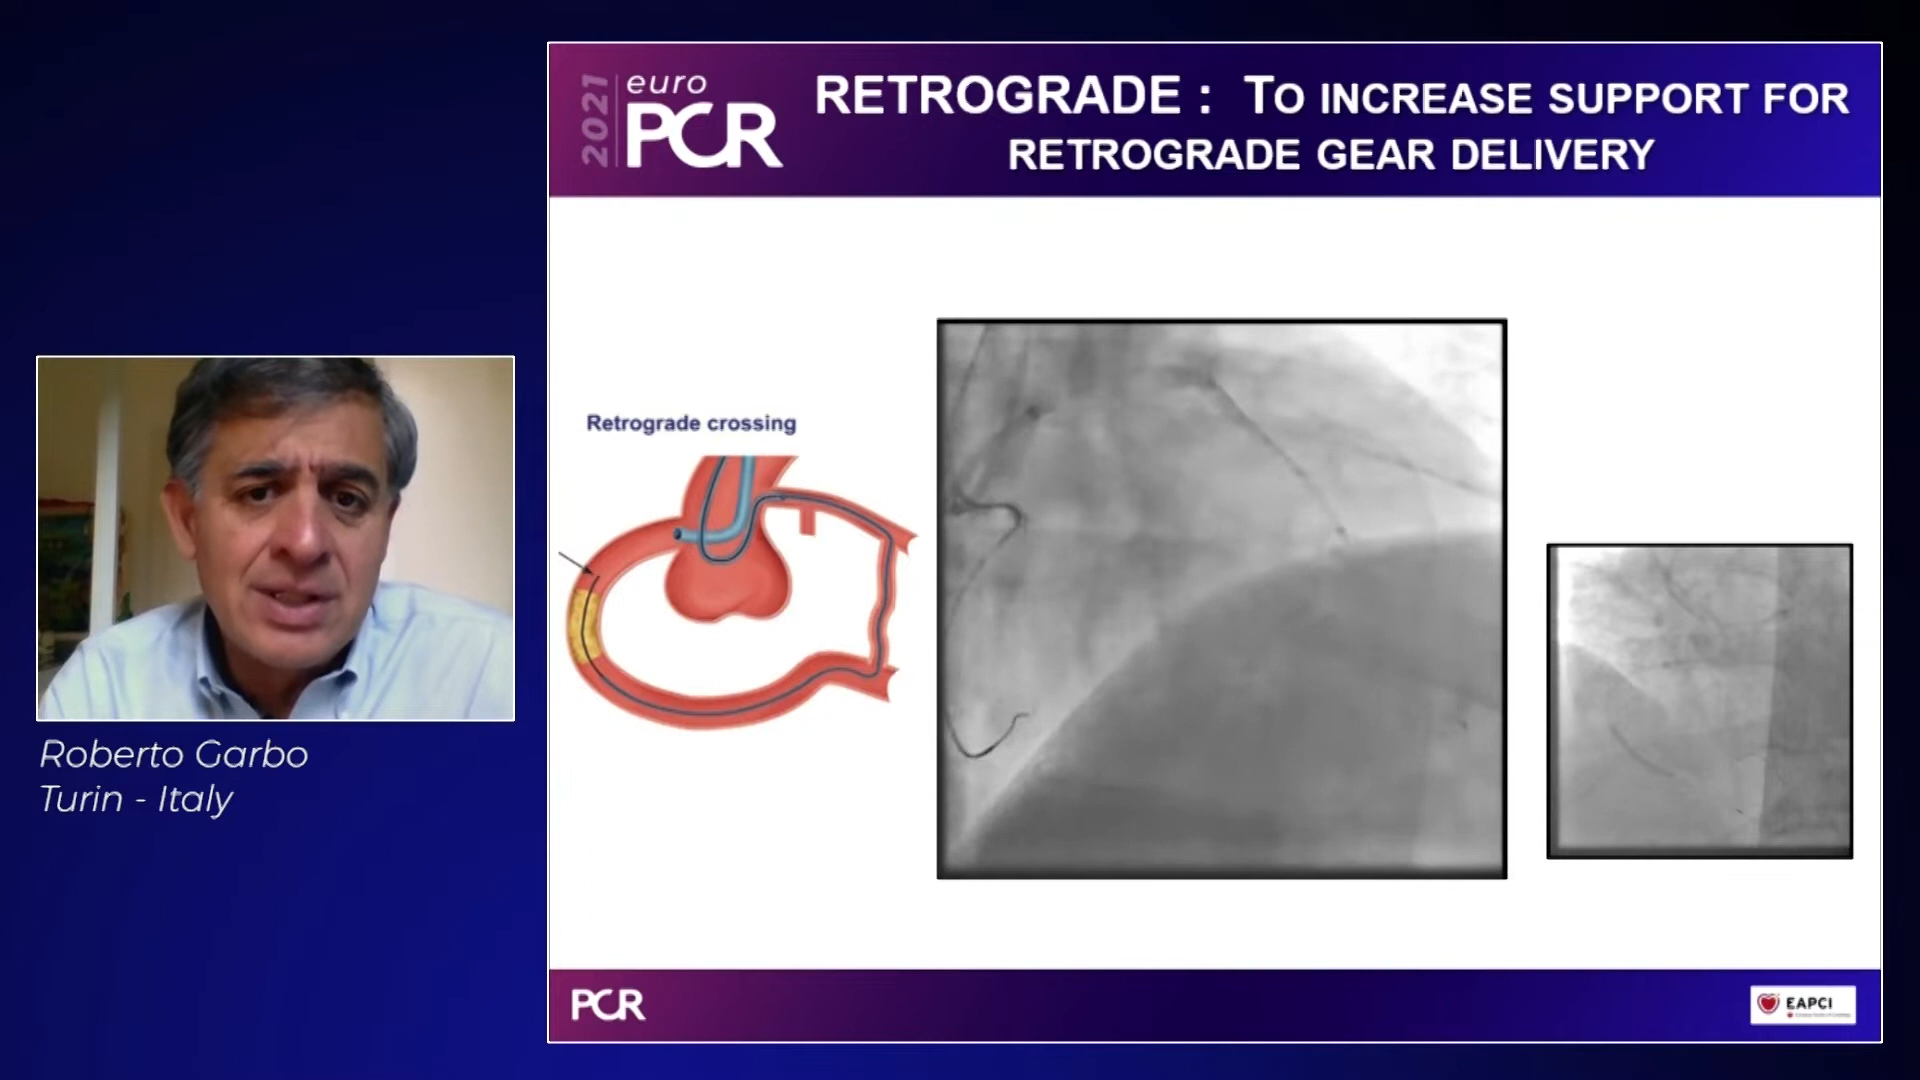 2021
euro
PCR
RETROGRADE : TO INCREASE SUPPORT FOR
RETROGRADE GEAR DELIVERY
Retrograde crossing
Roberto Garbo
Turin - Italy
PCR
EAPCI